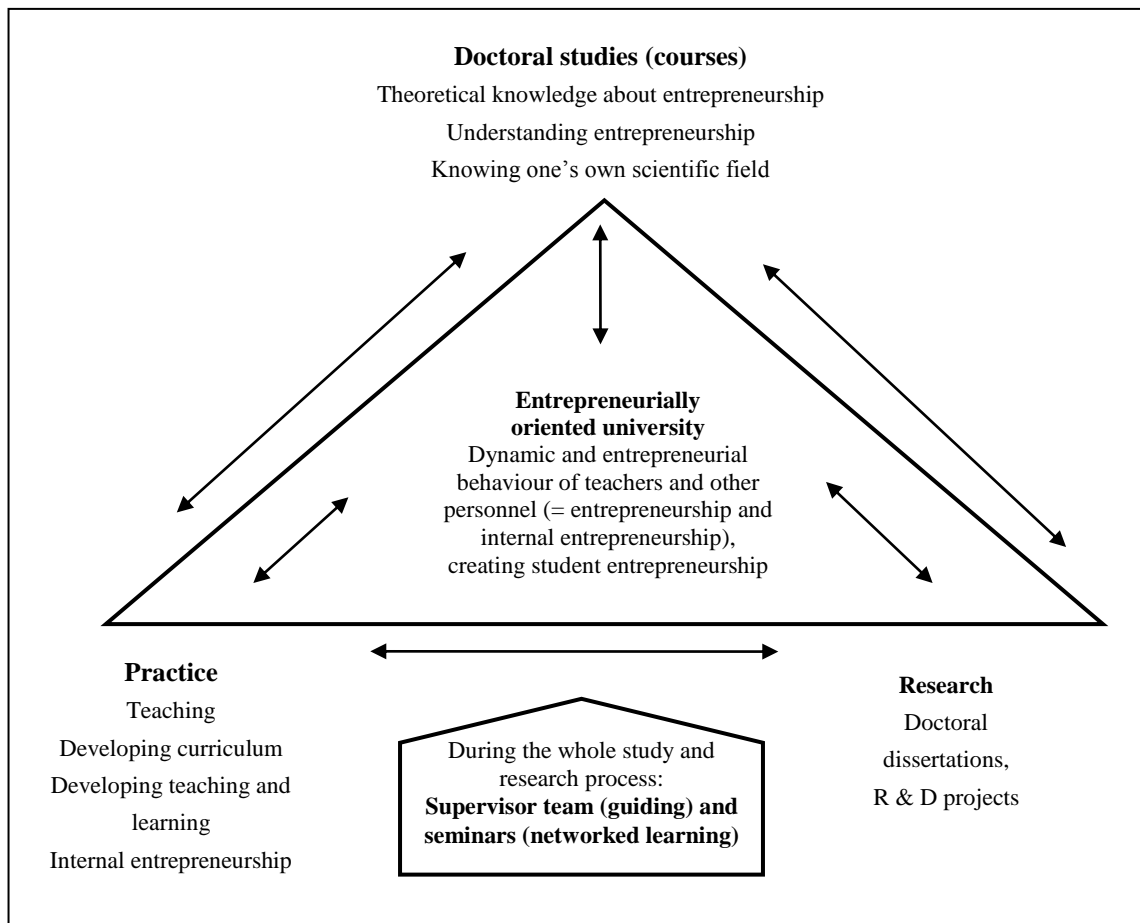 Doctoral studies (courses)
Theoretical knowledge about entrepreneurship
Understanding entrepreneurship
Knowing one’s own scientific field
Entrepreneurially
oriented university
Dynamic and entrepreneurial
behaviour of teachers and other
personnel (= entrepreneurship and
internal entrepreneurship),
creating student entrepreneurship
Practice
Teaching
Developing curriculum
Developing teaching and
learning
Internal entrepreneurship
During the whole study and
research process:
Supervisor team (guiding) and
seminars (networked learning)
Research
Doctoral
dissertations,
R & D projects